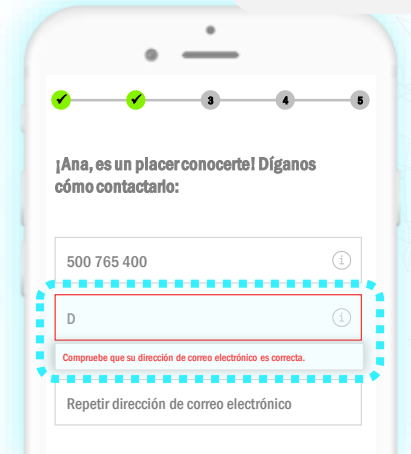 3 4 5
¡Ana, es un placer conocerte! Díganos
cómo contactarlo:
500 765 400
D
Compruebe que su dirección de correo electrónico es correcta.
Repetir dirección de correo electrónico